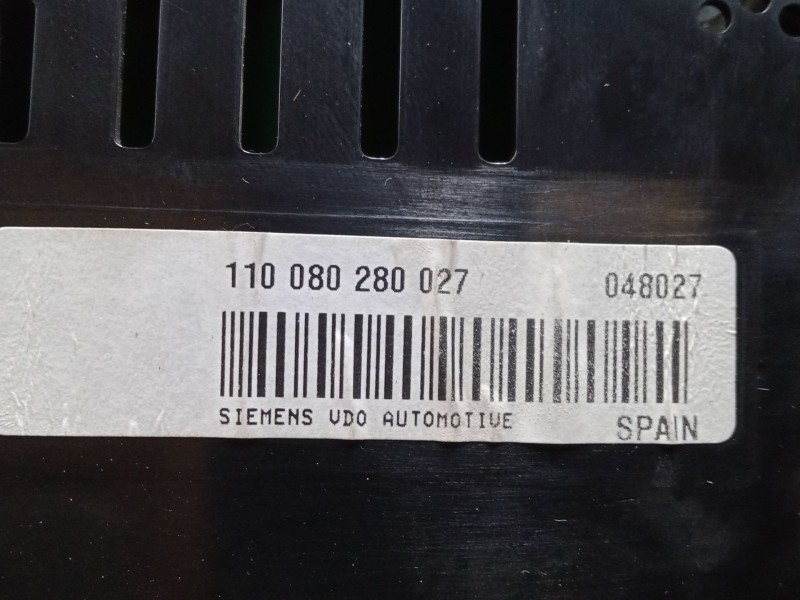 110 080 280 027 048027
SIEMENS VDO AUTOMOTIVE SPAIN